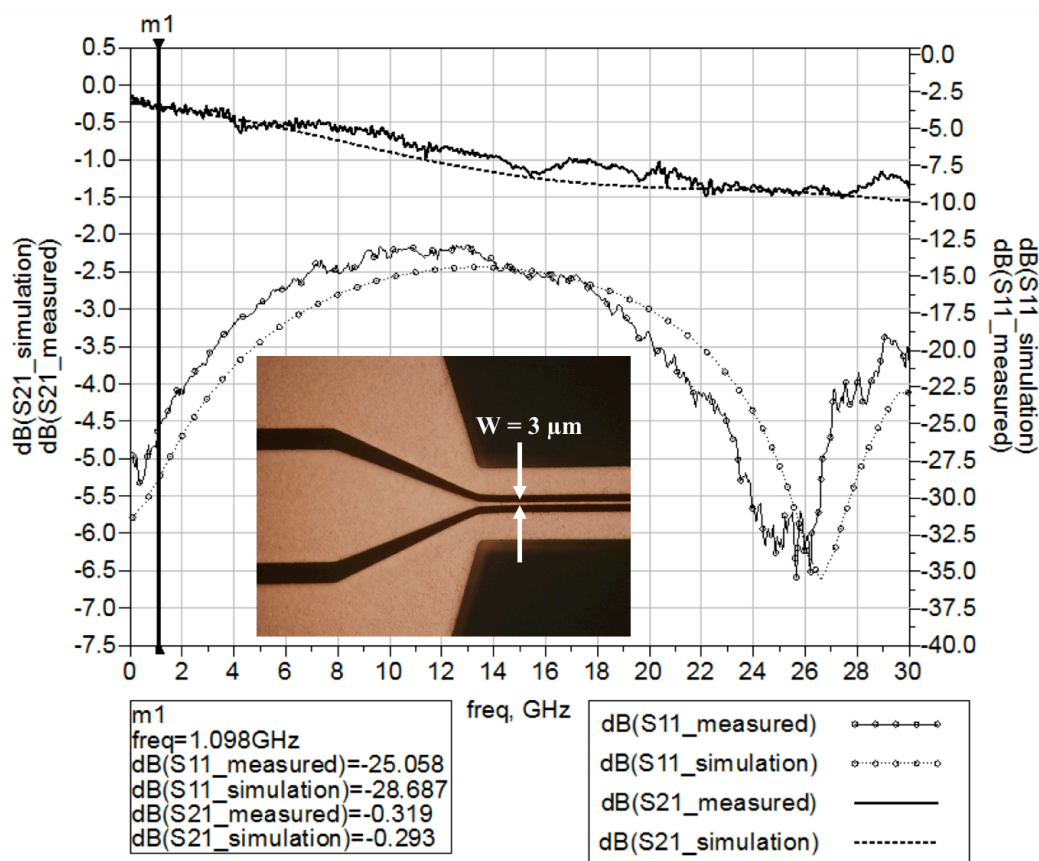 m1
0.5
0.0
-0.5
-1.0
-1.5
-2.0
-2.5
-3.0
-3.5
-4.0
-4.5
-5.0
-5.5
-6.0
-6.5
-7.0
-7.5
dB(S21_simulation)
dB(S21_measured)
0.0
-2.5
-5.0
-7.5
-10.0
-12.5
-15.0
-17.5
-20.0
-22.5
-25.0
-27.5
-30.0
-32.5
-35.0
-37.5
-40.0
dB(S11_simulation)
dB(S11_measured)
W = 3 μm
0 2 4 6 8 10 12 14 16 18 20 22 24 26 28 30
freq, GHz
m1
freq=1.098GHz
dB(S11_measured)=-25.058
dB(S11_simulation)=-28.687
dB(S21_measured)=-0.319
dB(S21_simulation)=-0.293
dB(S11_measured)
dB(S11_simulation)
dB(S21_measured)
dB(S21_simulation)